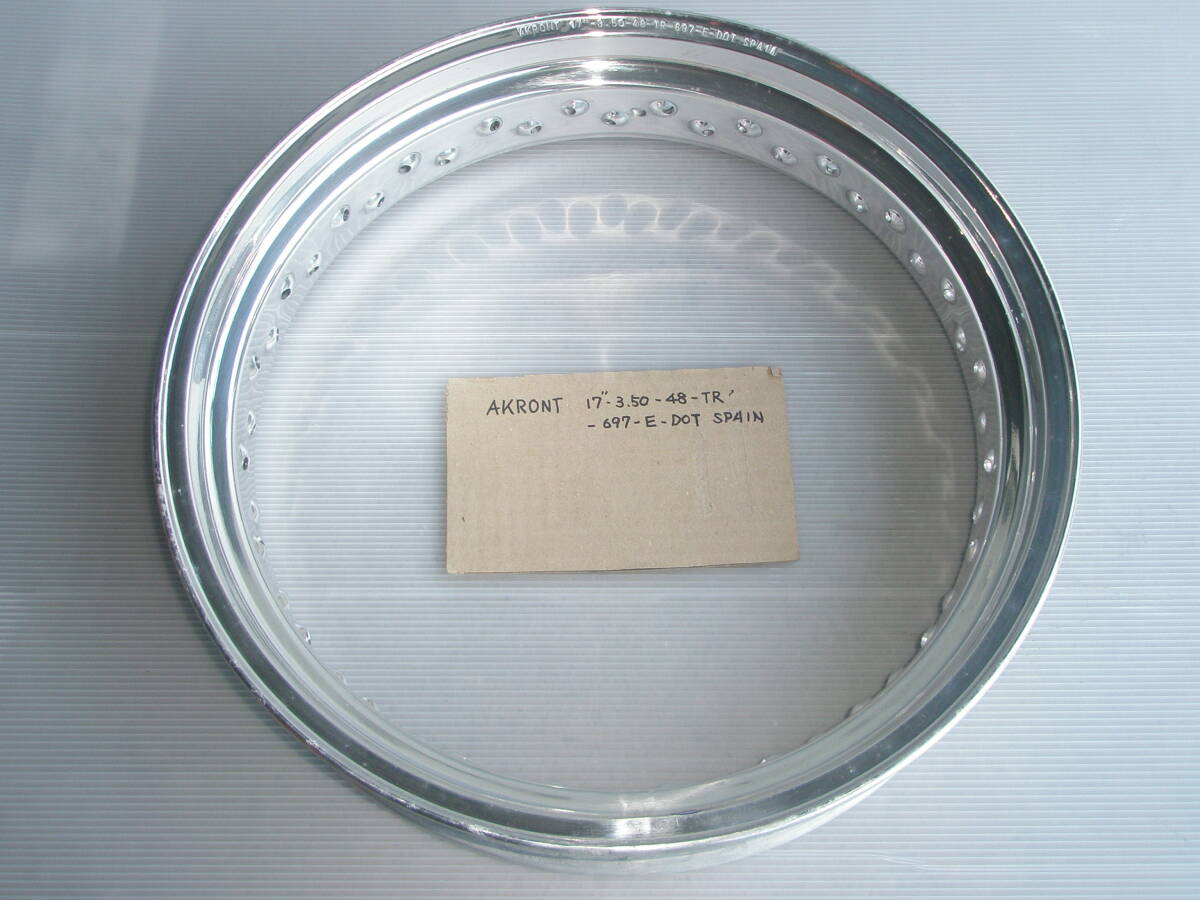 AKRONT 17"-3.50-48-TR-697-E-DOT SPAIN
AKRONT 17"-3.50-48-TR'
-697-E-DOT SPAIN